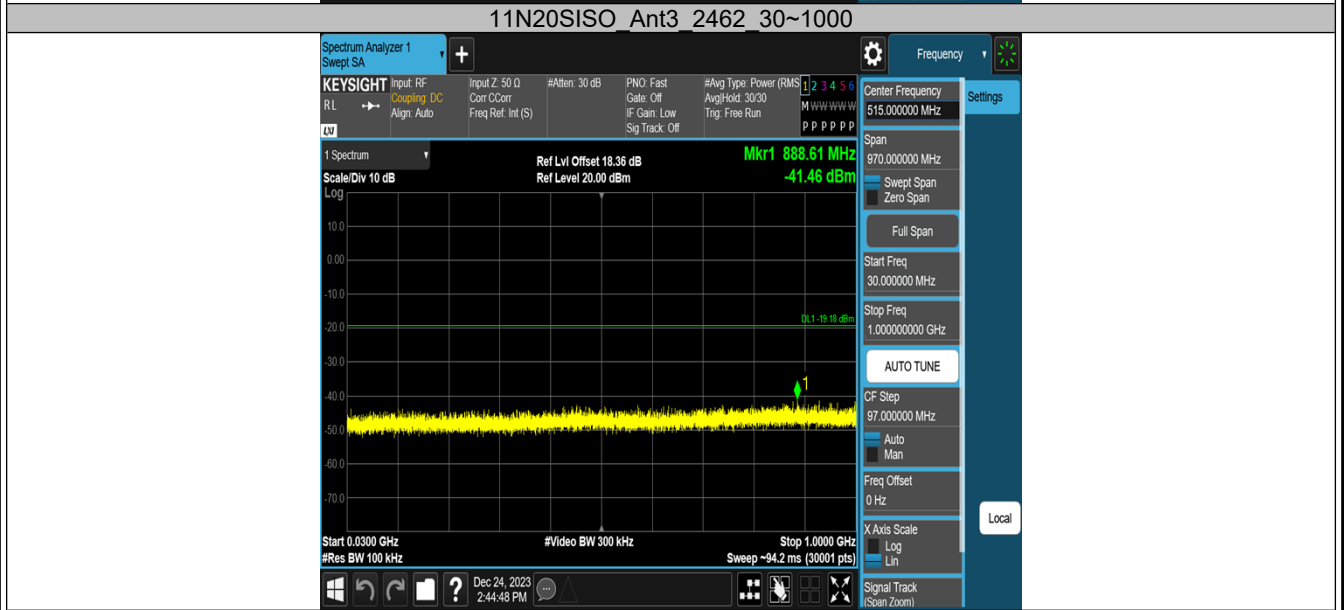 11N20SISO_Ant3_2462_30~1000
Spectrum Analyzer 1
Swept SA
+
Frequency
KEYSIGHT
RL
LXI
Input: RF
Coupling: DC
Align: Auto
Input Z: 50 Ω
Corr CCorr
Freq Ref: Int (S)
#Atten: 30 dB
PNO: Fast
Gate: Off
IF Gain: Low
Sig Track: Off
#Avg Type: Power (RMS
Avg|Hold: 30/30
Trig: Free Run
1 2 3 4 5 6
M W W W W W
P P P P P P
1 Spectrum
Scale/Div 10 dB
Ref Lvl Offset 18.36 dB
Ref Level 20.00 dBm
Mkr1 888.61 MHz
-41.46 dBm
Log
10.0
0.00
-10.0
-20.0
-30.0
-40.0
-50.0
-60.0
-70.0
DL1 -19.18 dBm
1
Start 0.0300 GHz
#Res BW 100 kHz
#Video BW 300 kHz
Stop 1.0000 GHz
Sweep ~94.2 ms (30001 pts)
Dec 24, 2023
2:44:48 PM
?
Center Frequency
515.000000 MHz
Span
970.000000 MHz
Swept Span
Zero Span
Full Span
Start Freq
30.000000 MHz
Stop Freq
1.000000000 GHz
AUTO TUNE
CF Step
97.000000 MHz
Auto
Man
Freq Offset
0 Hz
X Axis Scale
Log
Lin
Signal Track
(Span Zoom)
Settings
Local